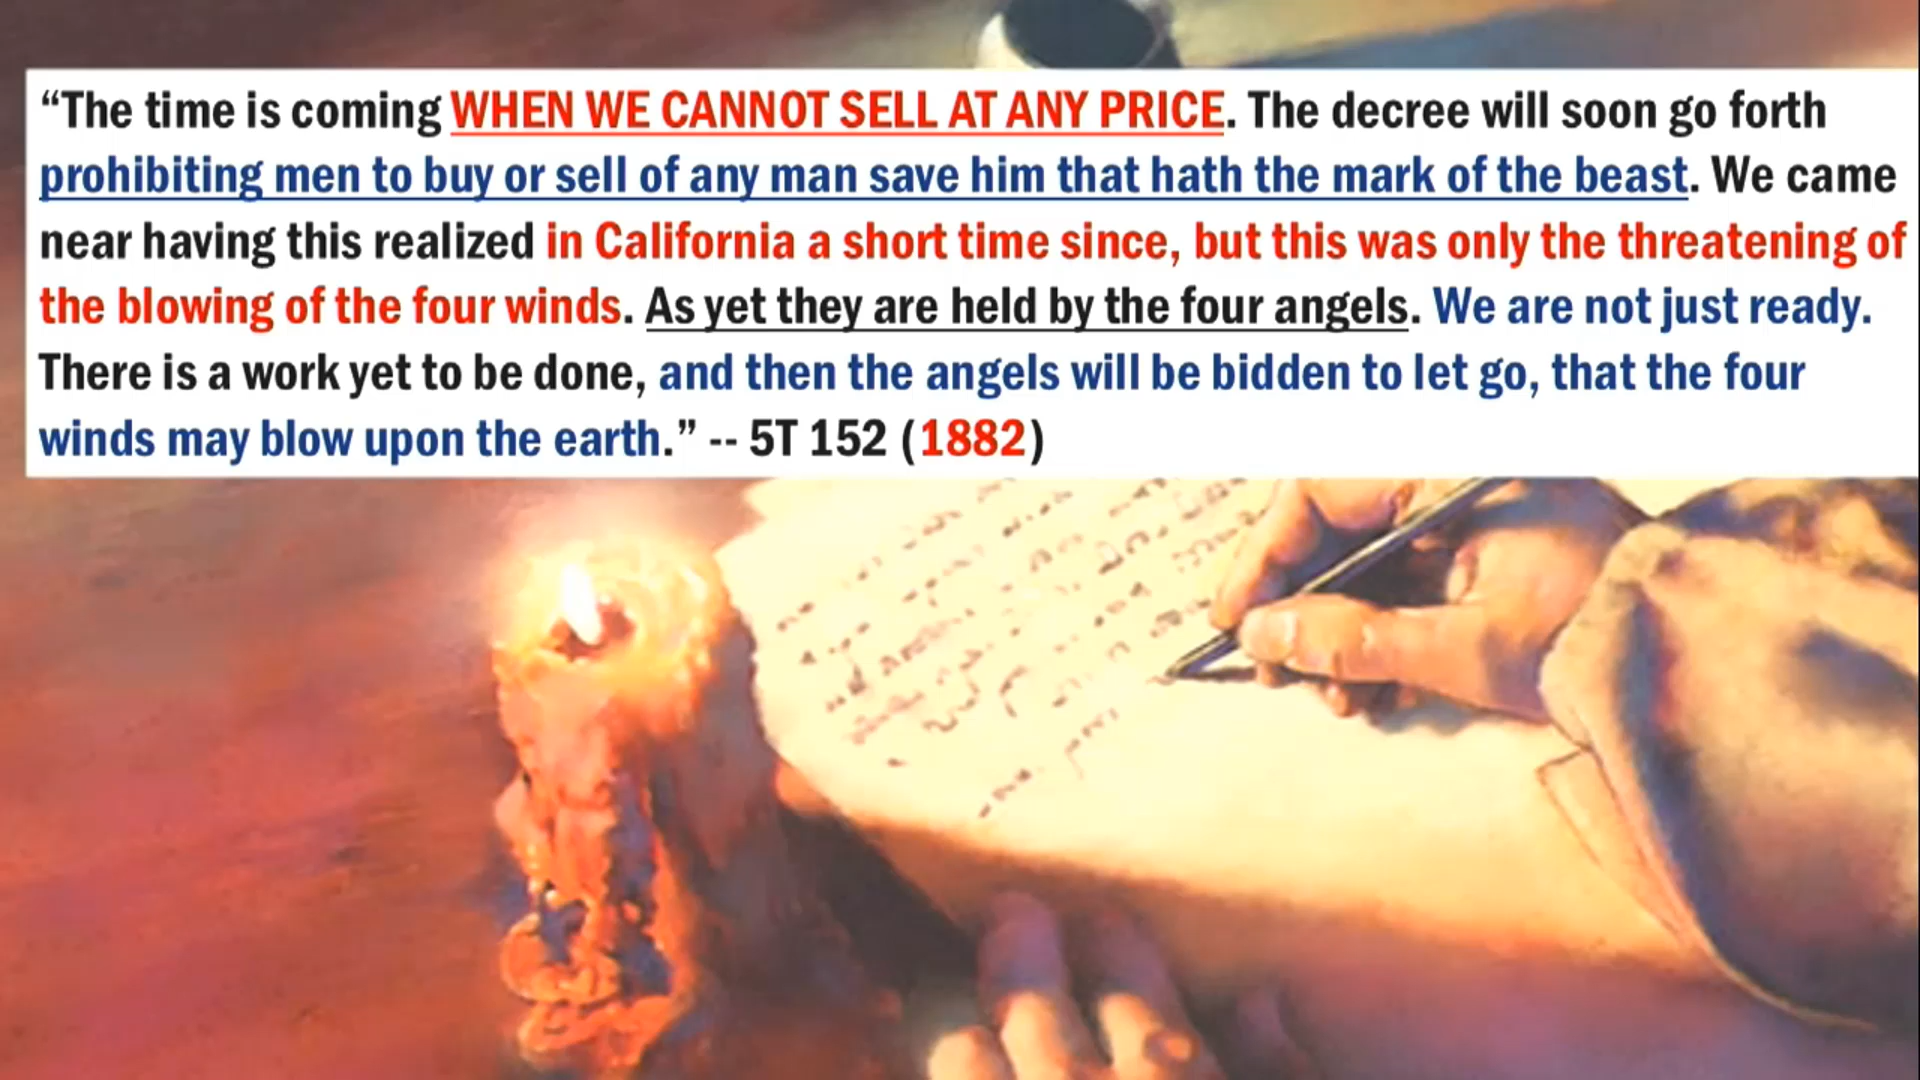 “The time is coming WHEN WE CANNOT SELL AT ANY PRICE. The decree will soon go forth
prohibiting men to buy or sell of any man save him that hath the mark of the beast. We came
near having this realized in California a short time since, but this was only the threatening of
the blowing of the four winds. As yet they are held by the four angels. We are not just ready.
There is a work yet to be done, and then the angels will be bidden to let go, that the four
winds may blow upon the earth.” -- 5T 152 (1882)